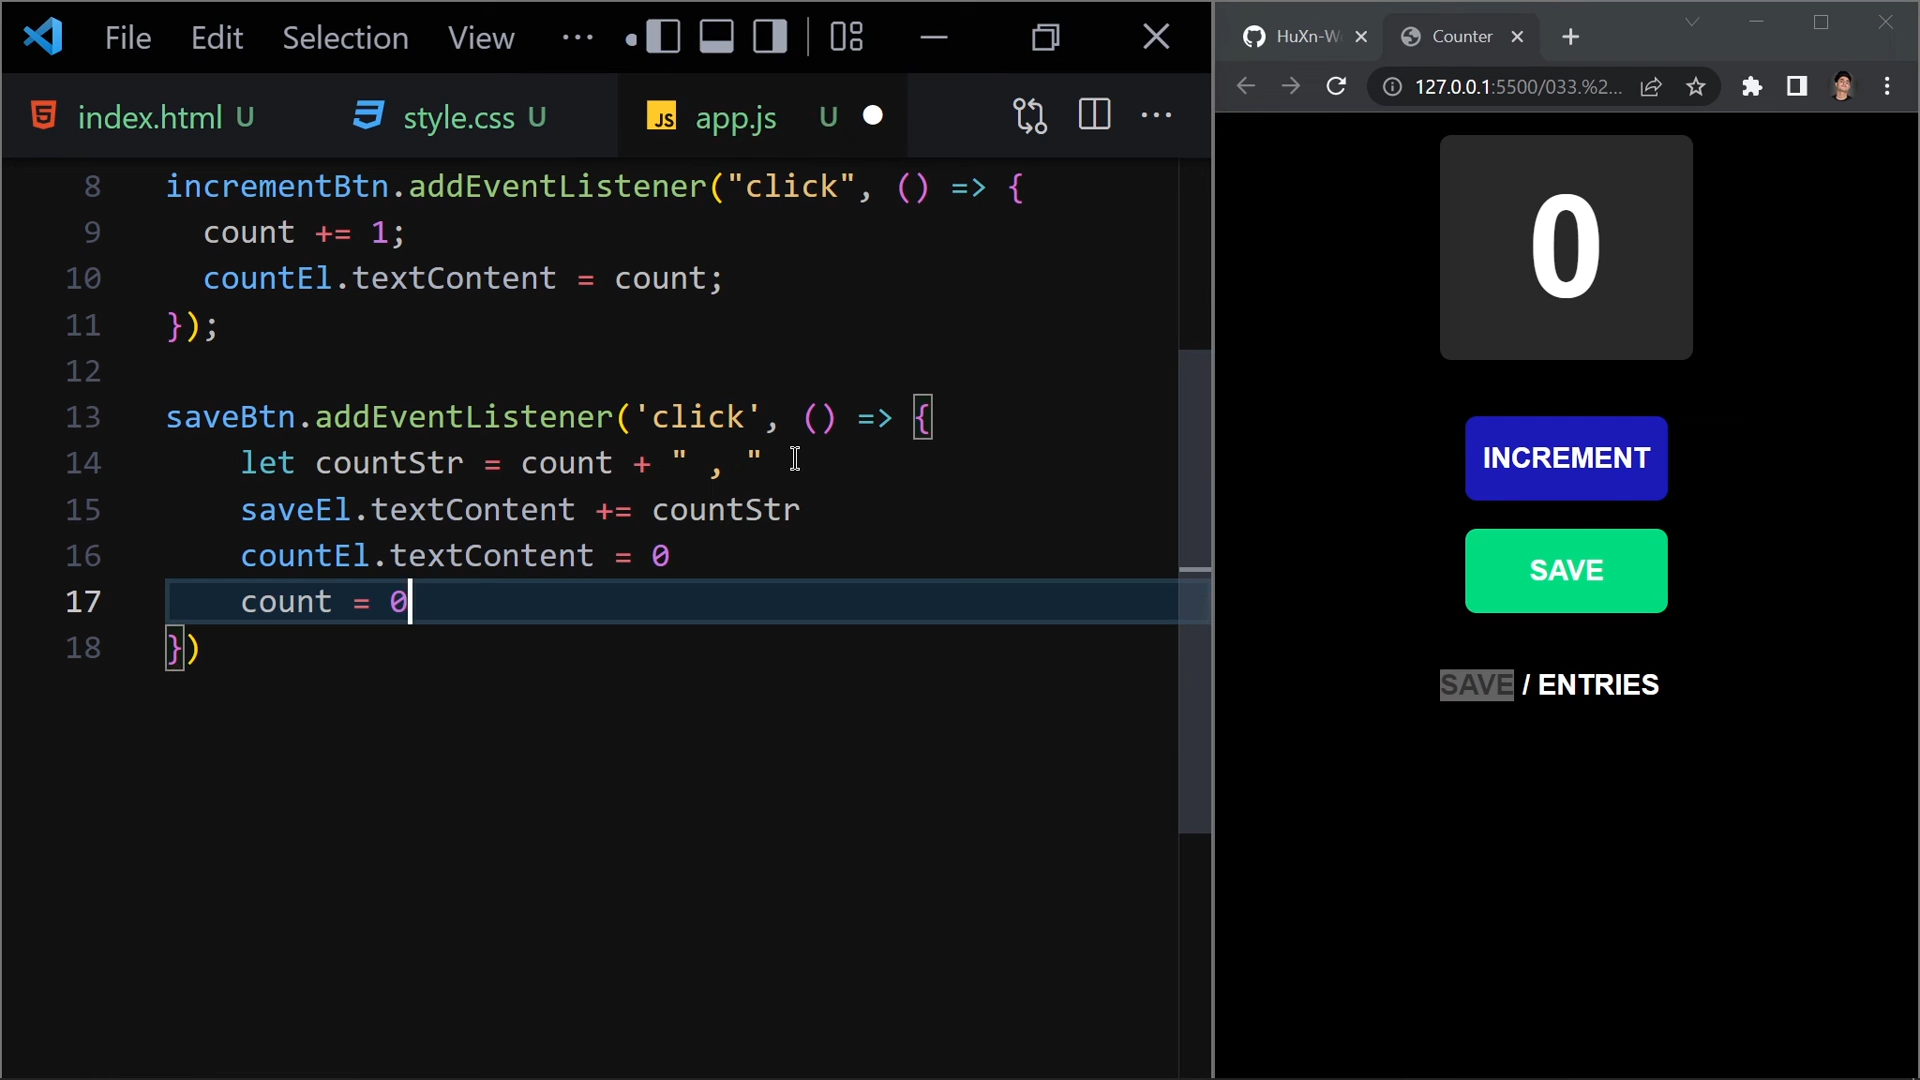 File Edit Selection View ···
index.html U style.css U app.js U
8 incrementBtn.addEventListener("click", () => {
9 count += 1;
10 countEl.textContent = count;
11 });
12
13 saveBtn.addEventListener('click', () => {
14 let countStr = count + " , "
15 saveEl.textContent += countStr
16 countEl.textContent = 0
17 count = 0
18 })
HuXn-W Counter
127.0.0.1:5500/033.%2...
0
INCREMENT
SAVE
SAVE / ENTRIES